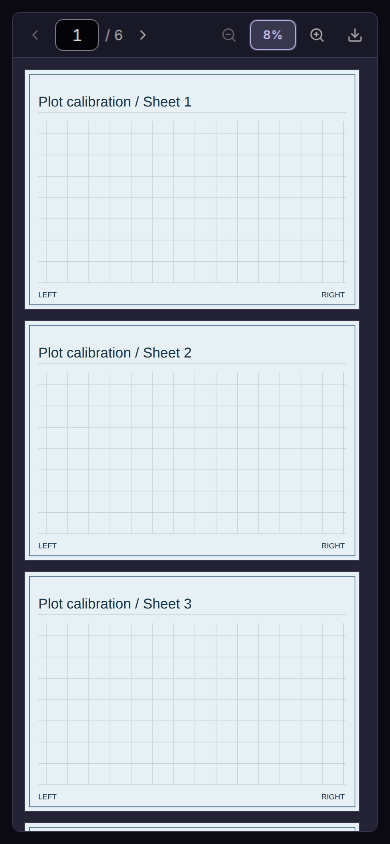 1 / 6 8%
Plot calibration / Sheet 1
LEFT RIGHT
Plot calibration / Sheet 2
LEFT RIGHT
Plot calibration / Sheet 3
LEFT RIGHT